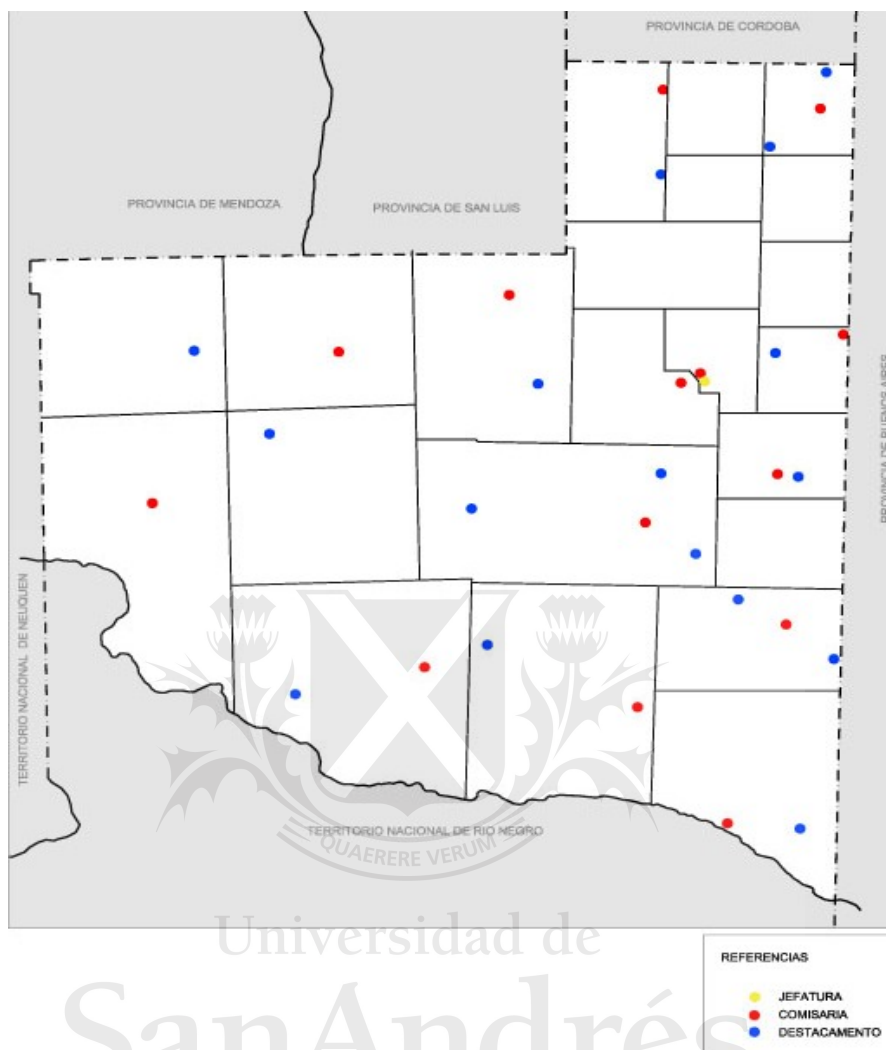 PROVINCIA DE CORDOBA
PROVINCIA DE MENDOZA
PROVINCIA DE SAN LUIS
PROVINCIA DE BUENOS AIRES
TERRITORIO NACIONAL DE NEUQUEN
TERRITORIO NACIONAL DE RIO NEGRO
QUAERERE VERUM
Universidad de
SanAndrés
REFERENCIAS
JEFATURA
COMISARIA
DESTACAMENTO